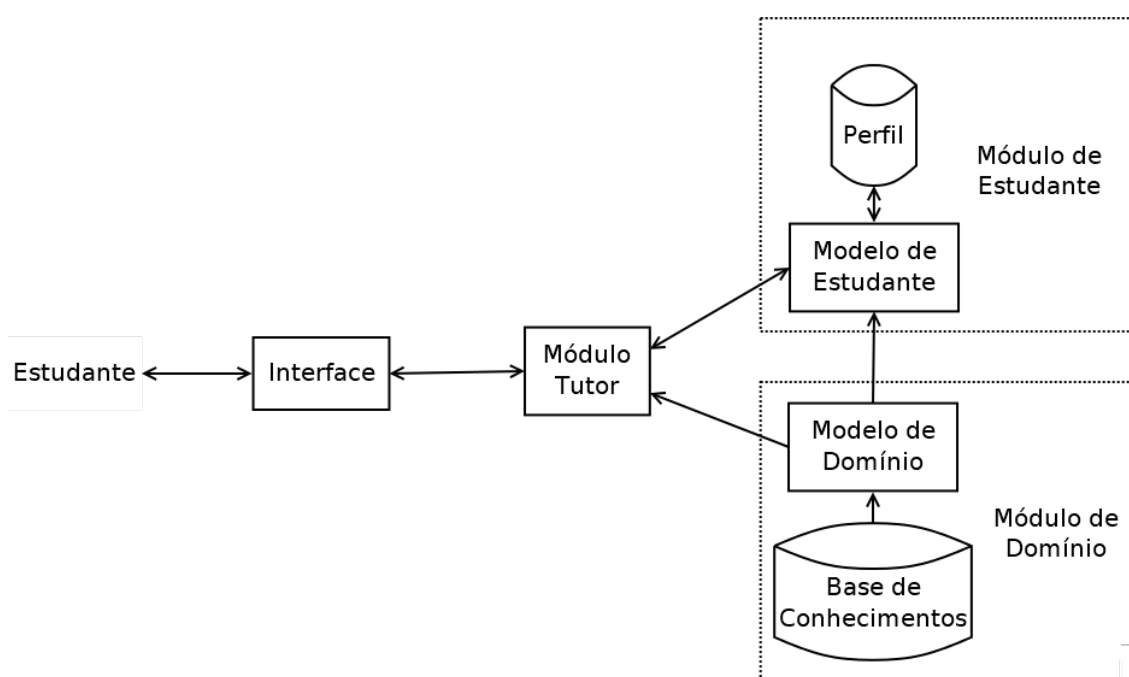 Perfil
Módulo de
Estudante
Modelo de
Estudante
Estudante
Interface
Módulo
Tutor
Modelo de
Domínio
Módulo de
Domínio
Base de
Conhecimentos